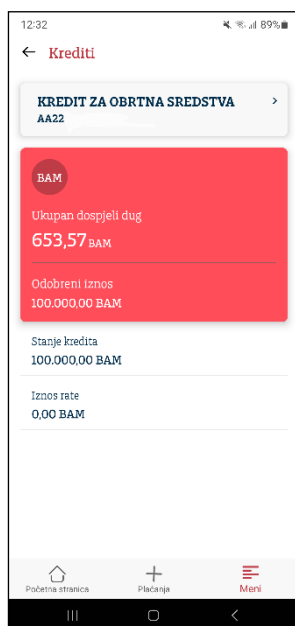 12:32 89%
← Krediti
KREDIT ZA OBRTNA SREDSTVA >
AA22
BAM
Ukupan dospjeli dug
653,57 BAM
Odobreni iznos
100.000,00 BAM
Stanje kredita
100.000,00 BAM
Iznos rate
0,00 BAM
Početna stranica Plaćanja Meni